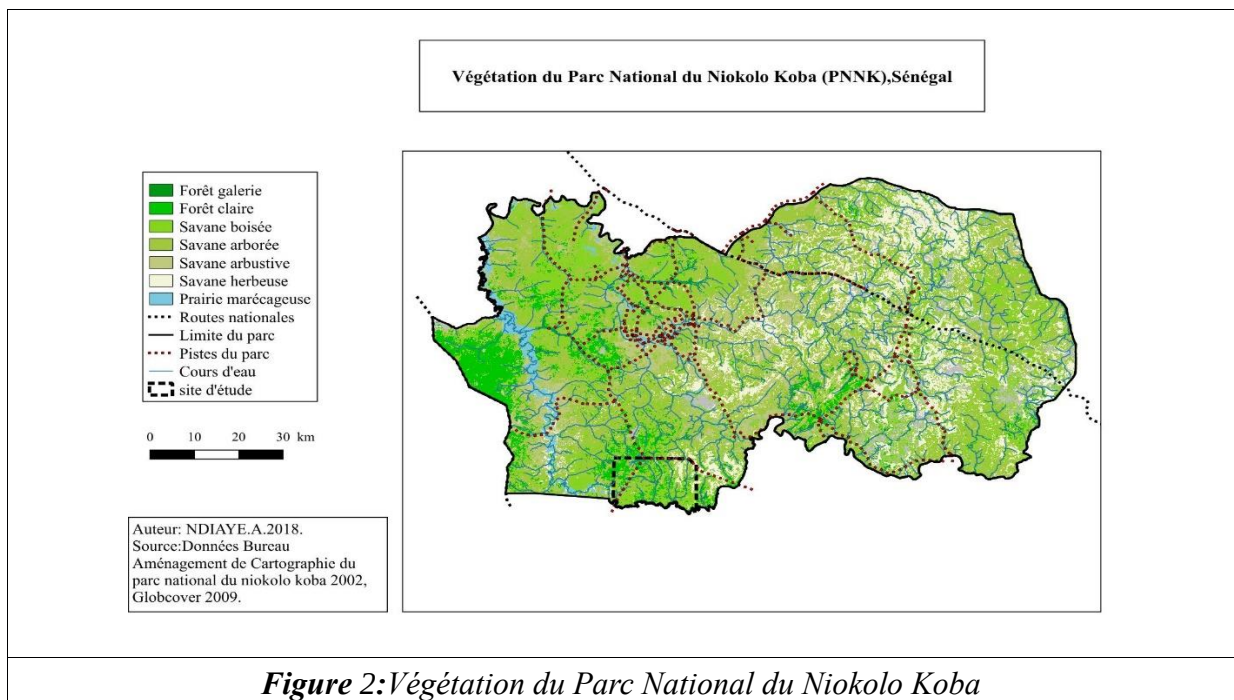 Végétation du Parc National du Niokolo Koba (PNNK),Sénégal
Forêt galerie
Forêt claire
Savane boisée
Savane arborée
Savane arbustive
Savane herbeuse
Prairie marécageuse
Routes nationales
Limite du parc
Pistes du parc
Cours d'eau
site d'étude
0 10 20 30 km
Auteur: NDIAYE.A.2018.
Source:Données Bureau
Aménagement de Cartographie du
parc national du niokolo koba 2002,
Globcover 2009.
Figure 2:Végétation du Parc National du Niokolo Koba